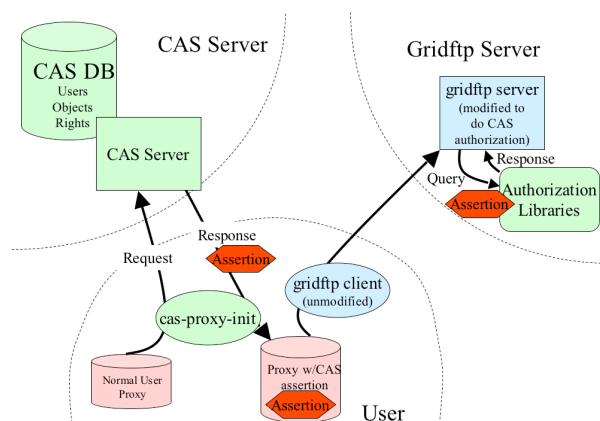 CAS Server
Gridftp Server
CAS DB
Users
Objects
Rights
CAS Server
gridftp server
(modified to
do CAS
authorization)
Response
Query
Assertion
Authorization
Libraries
Request
Response
Assertion
gridftp client
(unmodified)
cas-proxy-init
Normal User
Proxy
Proxy w/CAS
assertion
Assertion
User